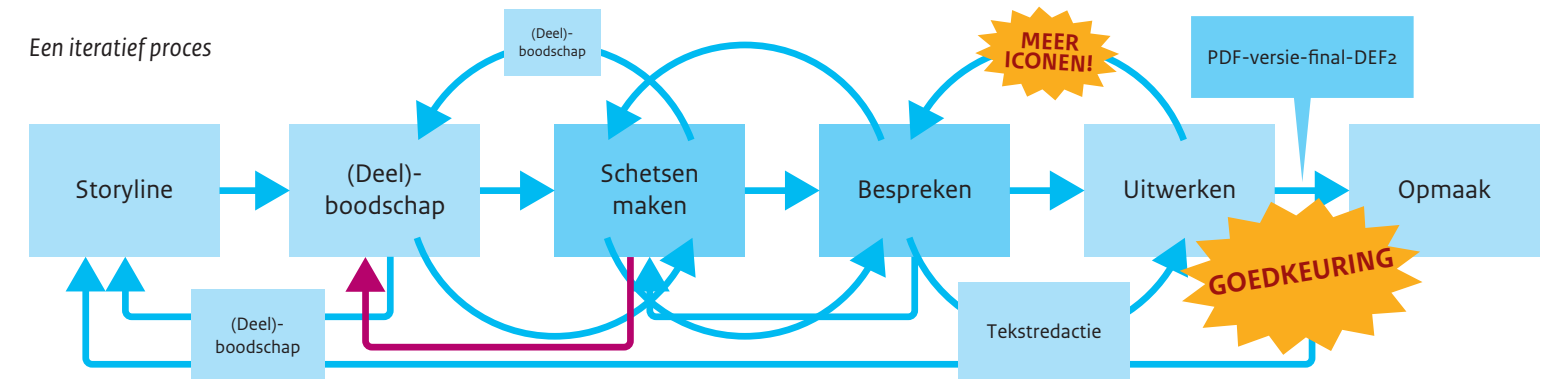 Een iteratief proces
(Deel)-
boodschap
MEER
ICONEN!
PDF-versie-final-DEF2
Storyline
(Deel)-
boodschap
Schetsen
maken
Bespreken
Uitwerken
Opmaak
GOEDKEURING
(Deel)-
boodschap
Tekstredactie